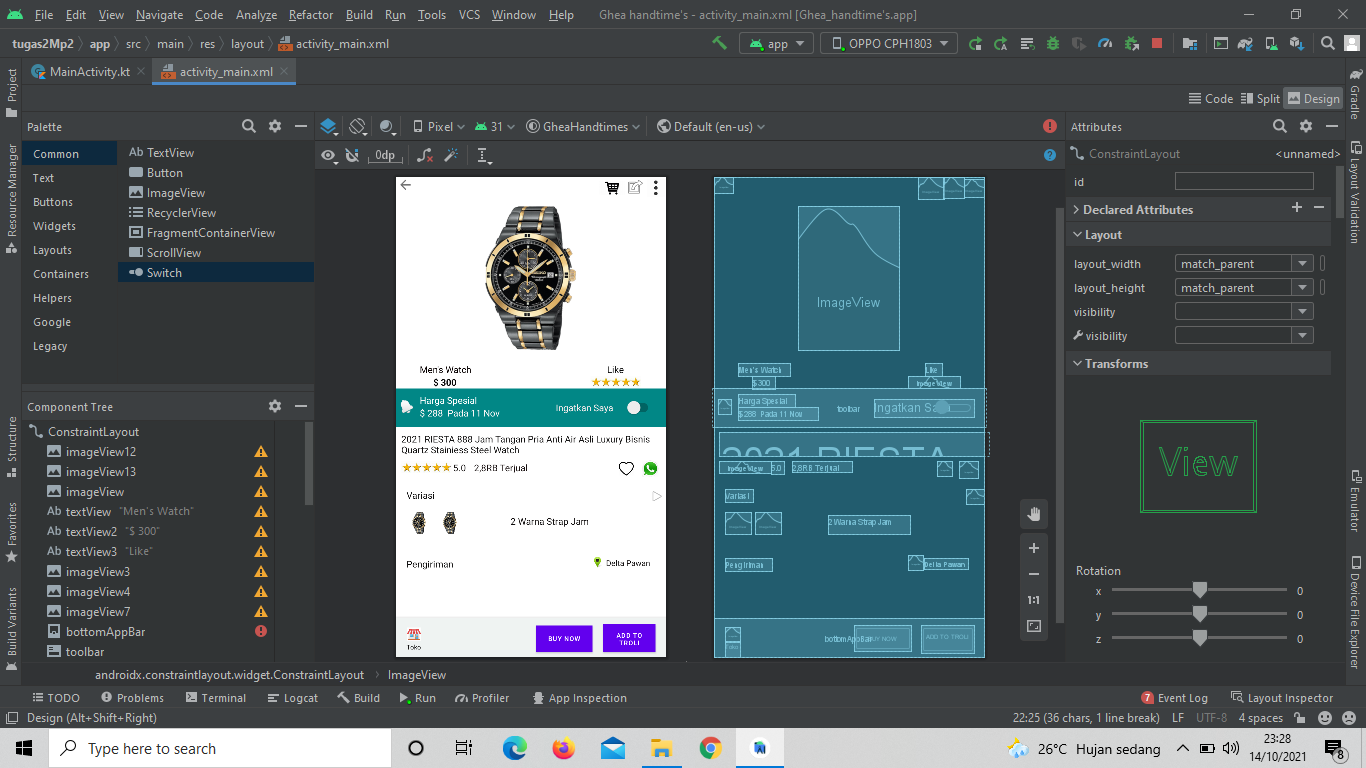 File Edit View Navigate Code Analyze Refactor Build Run Tools VCS Window Help Ghea handtime's - activity_main.xml [Ghea_handtime's.app]
tugas2Mp2 app src main res layout activity_main.xml app OPPO CPH1803
MainActivity.kt activity_main.xml
Code Split Design
Project
Resource Manager
Structure
Favorites
Build Variants
Palette
Common
Text
Buttons
Widgets
Layouts
Containers
Helpers
Google
Legacy
Ab TextView
Button
ImageView
RecyclerView
FragmentContainerView
ScrollView
Switch
Component Tree
ConstraintLayout
imageView12
imageView13
imageView
Ab textView "Men's Watch"
Ab textView2 "$ 300"
Ab textView3 "Like"
imageView3
imageView4
imageView7
bottomAppBar
toolbar
Pixel 31 GheaHandtimes Default (en-us)
0dp
Men's Watch Like
$ 300
Harga Spesial
$ 288 Pada 11 Nov Ingatkan Saya
2021 RIESTA 888 Jam Tangan Pria Anti Air Asli Luxury Bisnis
Quartz Stainless Steel Watch
5.0 2,8RB Terjual
Variasi
2 Warna Strap Jam
Pengiriman Delta Pawan
Toko BUY NOW ADD TO
TROLI
ImageView
Men's Watch Like
$ 300 ImageView
Harga Spesial
$ 288 Pada 11 Nov toolbar Ingatkan Saya
2021 RIESTA
ImageView 5.0 2,8RB Terjual
Variasi
2 Warna Strap Jam
Pengiriman Delta Pawan
Toko bottomAppBar BUY NOW ADD TO TROLI
1:1
Attributes
ConstraintLayout <unnamed>
id
Declared Attributes
Layout
layout_width match_parent
layout_height match_parent
visibility
visibility
Transforms
View
Rotation
x 0
y 0
z 0
Gradle
Layout Validation
Emulator
Device File Explorer
androidx.constraintlayout.widget.ConstraintLayout ImageView
TODO Problems Terminal Logcat Build Run Profiler App Inspection 7 Event Log Layout Inspector
Design (Alt+Shift+Right) 22:25 (36 chars, 1 line break) LF UTF-8 4 spaces
Type here to search 26°C Hujan sedang 23:28
14/10/2021 8